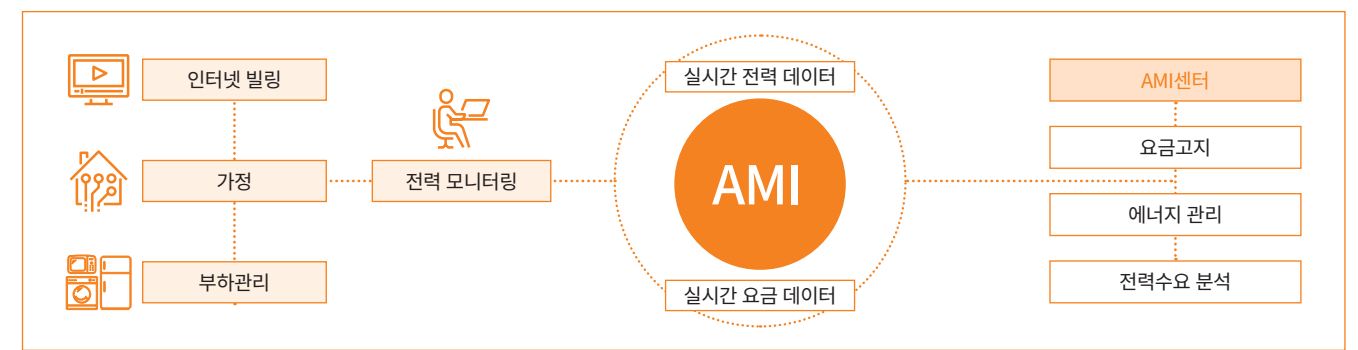 인터넷 빌링
가정
부하관리
전력 모니터링
실시간 전력 데이터
AMI
실시간 요금 데이터
AMI센터
요금고지
에너지 관리
전력수요 분석